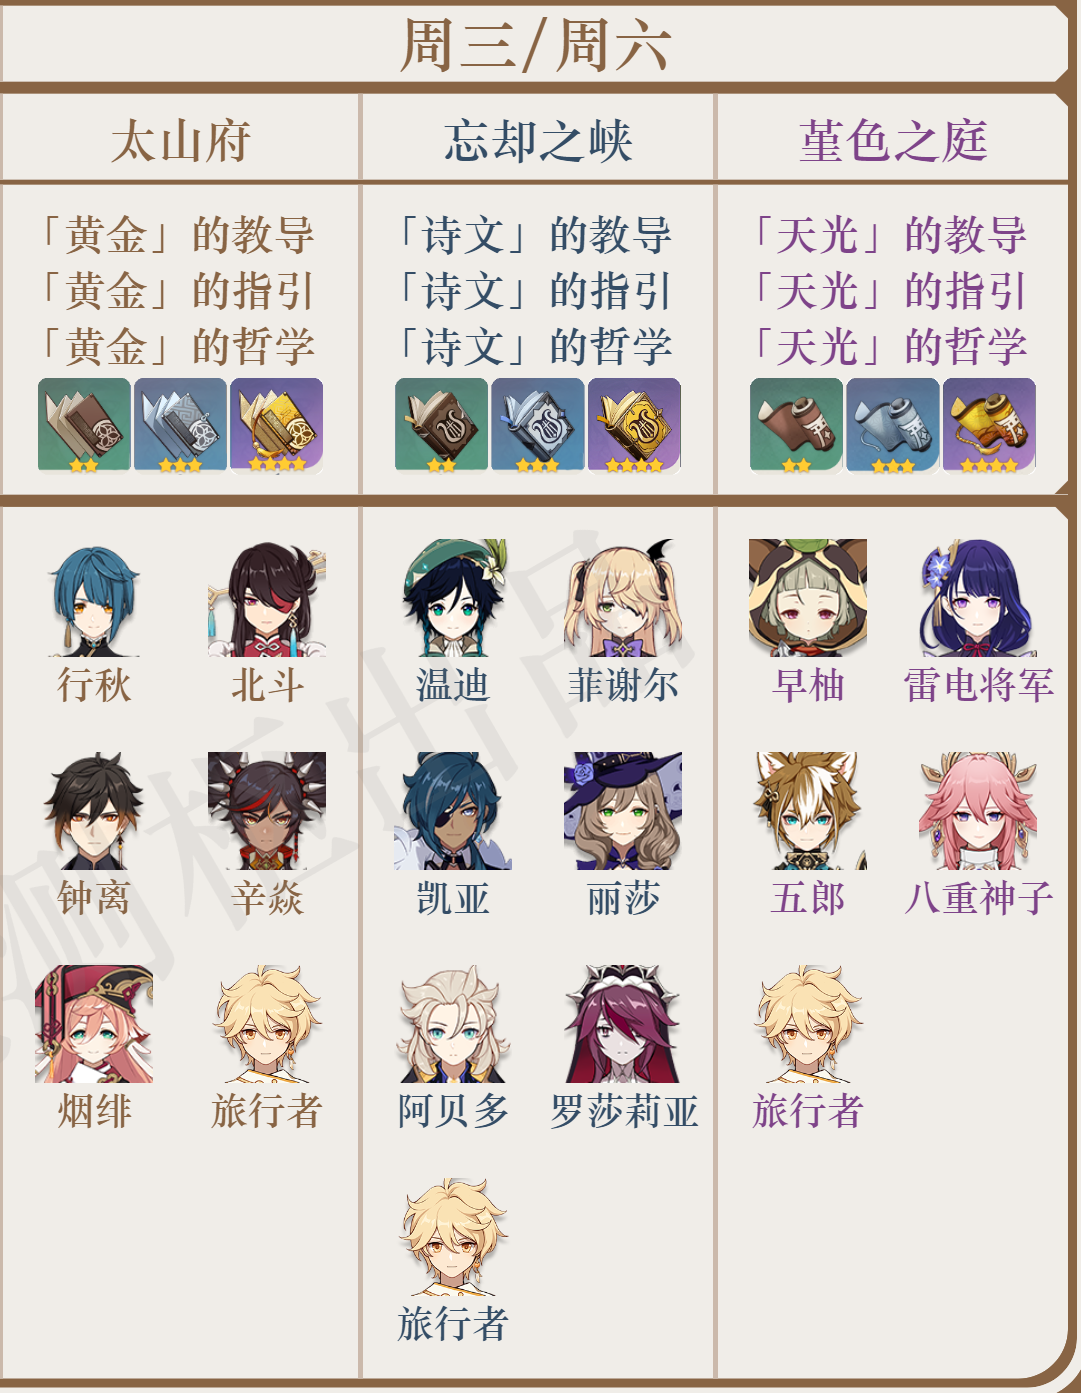 周三/周六
太山府
忘却之峡
堇色之庭
「黄金」的教导
「黄金」的指引
「黄金」的哲学
「诗文」的教导
「诗文」的指引
「诗文」的哲学
「天光」的教导
「天光」的指引
「天光」的哲学
行秋
北斗
钟离
辛焱
烟绯
旅行者
温迪
菲谢尔
凯亚
丽莎
阿贝多
罗莎莉亚
旅行者
早柚
雷电将军
五郎
八重神子
旅行者